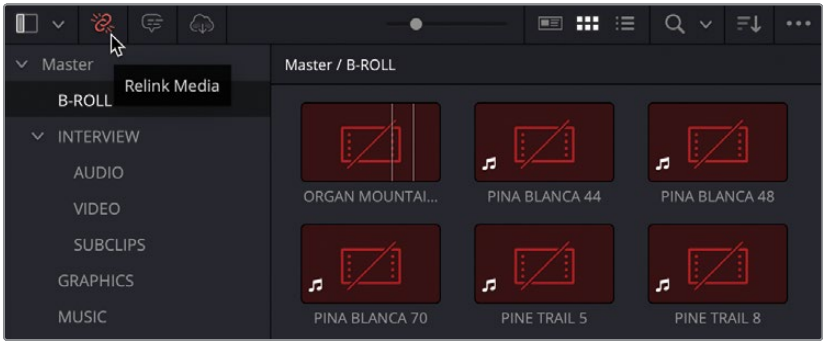 Master
Relink Media
B-ROLL
INTERVIEW
AUDIO
VIDEO
SUBCLIPS
GRAPHICS
MUSIC
Master / B-ROLL
ORGAN MOUNTAI...
PINA BLANCA 44
PINA BLANCA 48
PINA BLANCA 70
PINE TRAIL 5
PINE TRAIL 8